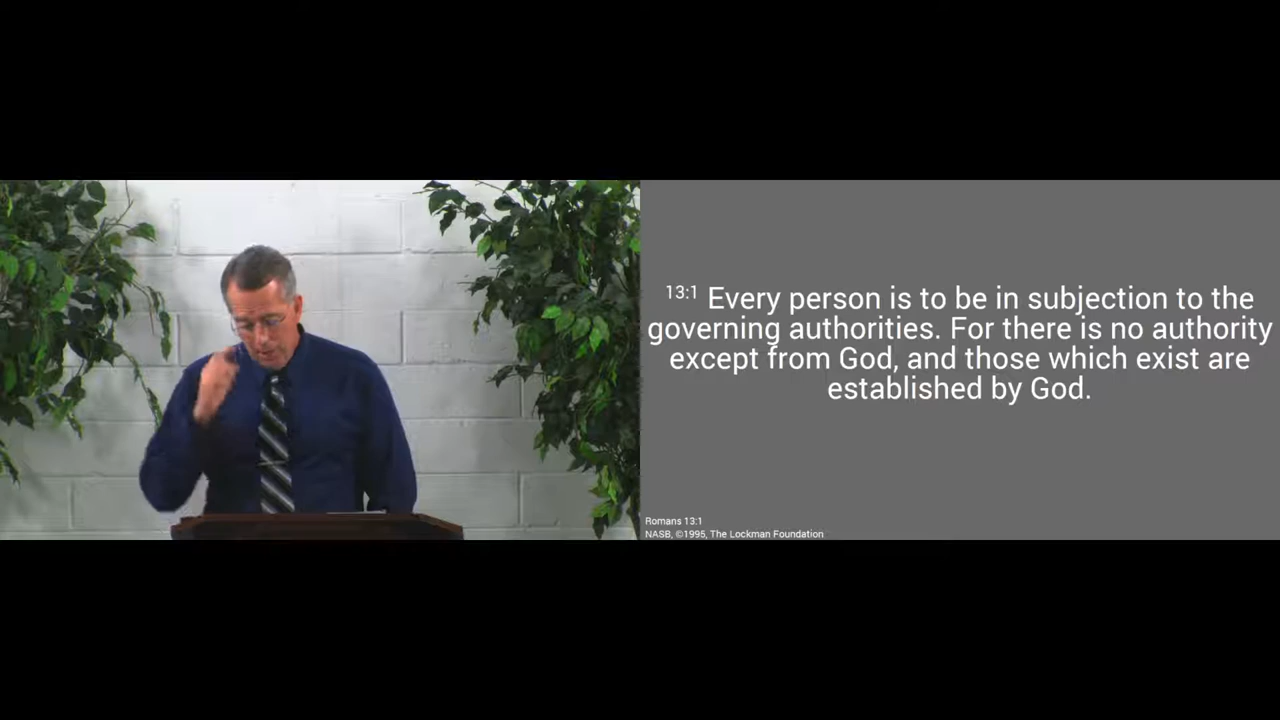 13:1 Every person is to be in subjection to the
governing authorities. For there is no authority
except from God, and those which exist are
established by God.
Romans 13:1
NASB, ©1995, The Lockman Foundation